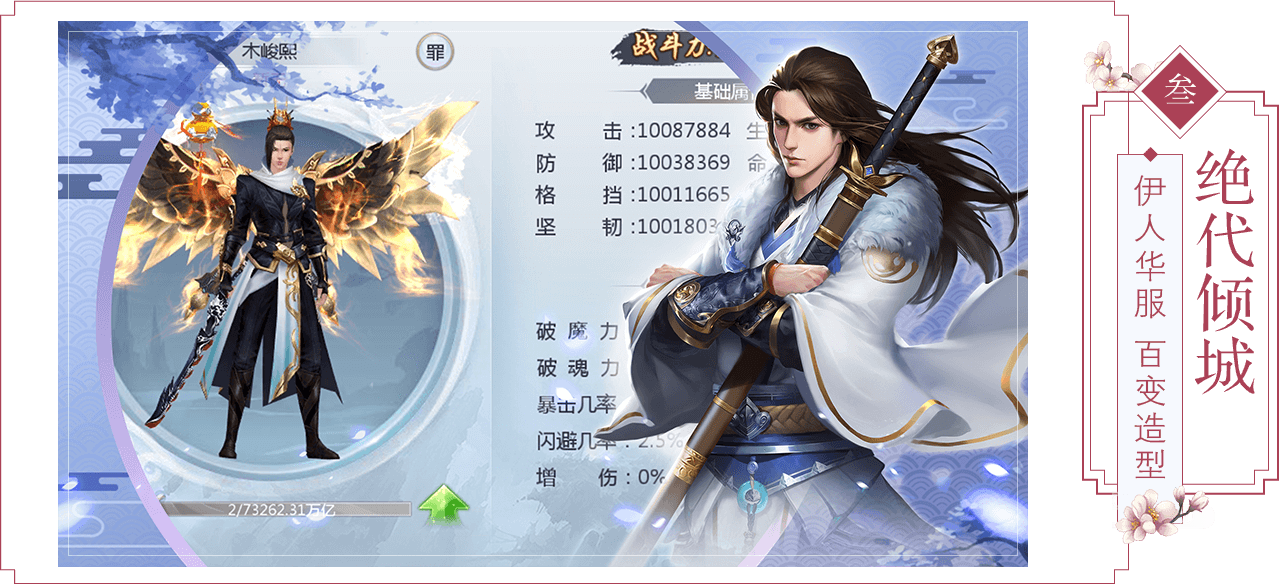 木峻熙
罪
战斗力
基础属
攻 击:10087884 生
防 御:10038369 命
格 挡:10011665
坚 韧:1001803
破 魔 力
破 魂 力
暴击几率
闪避几率:2.5%
增 伤:0%
2/73262.31万亿
叁
绝代倾城
伊人华服 百变造型